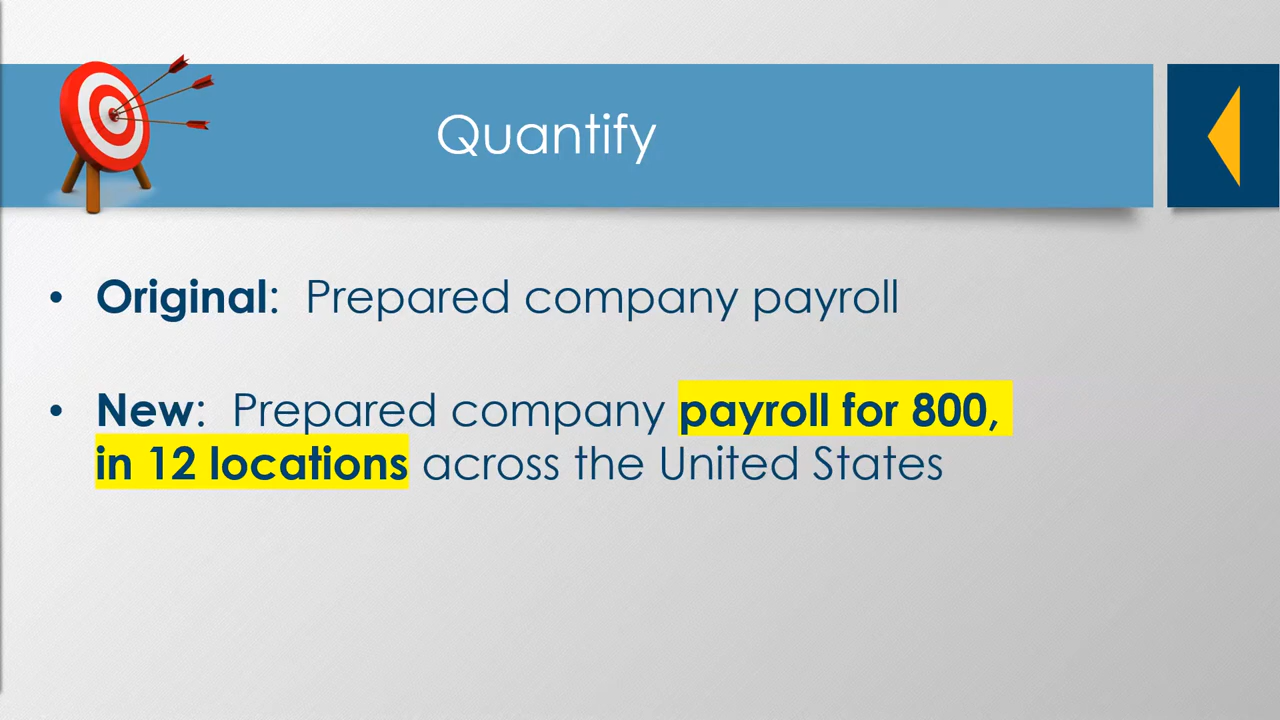 Quantify
• Original:  Prepared company payroll
• New:  Prepared company payroll for 800,
in 12 locations across the United States